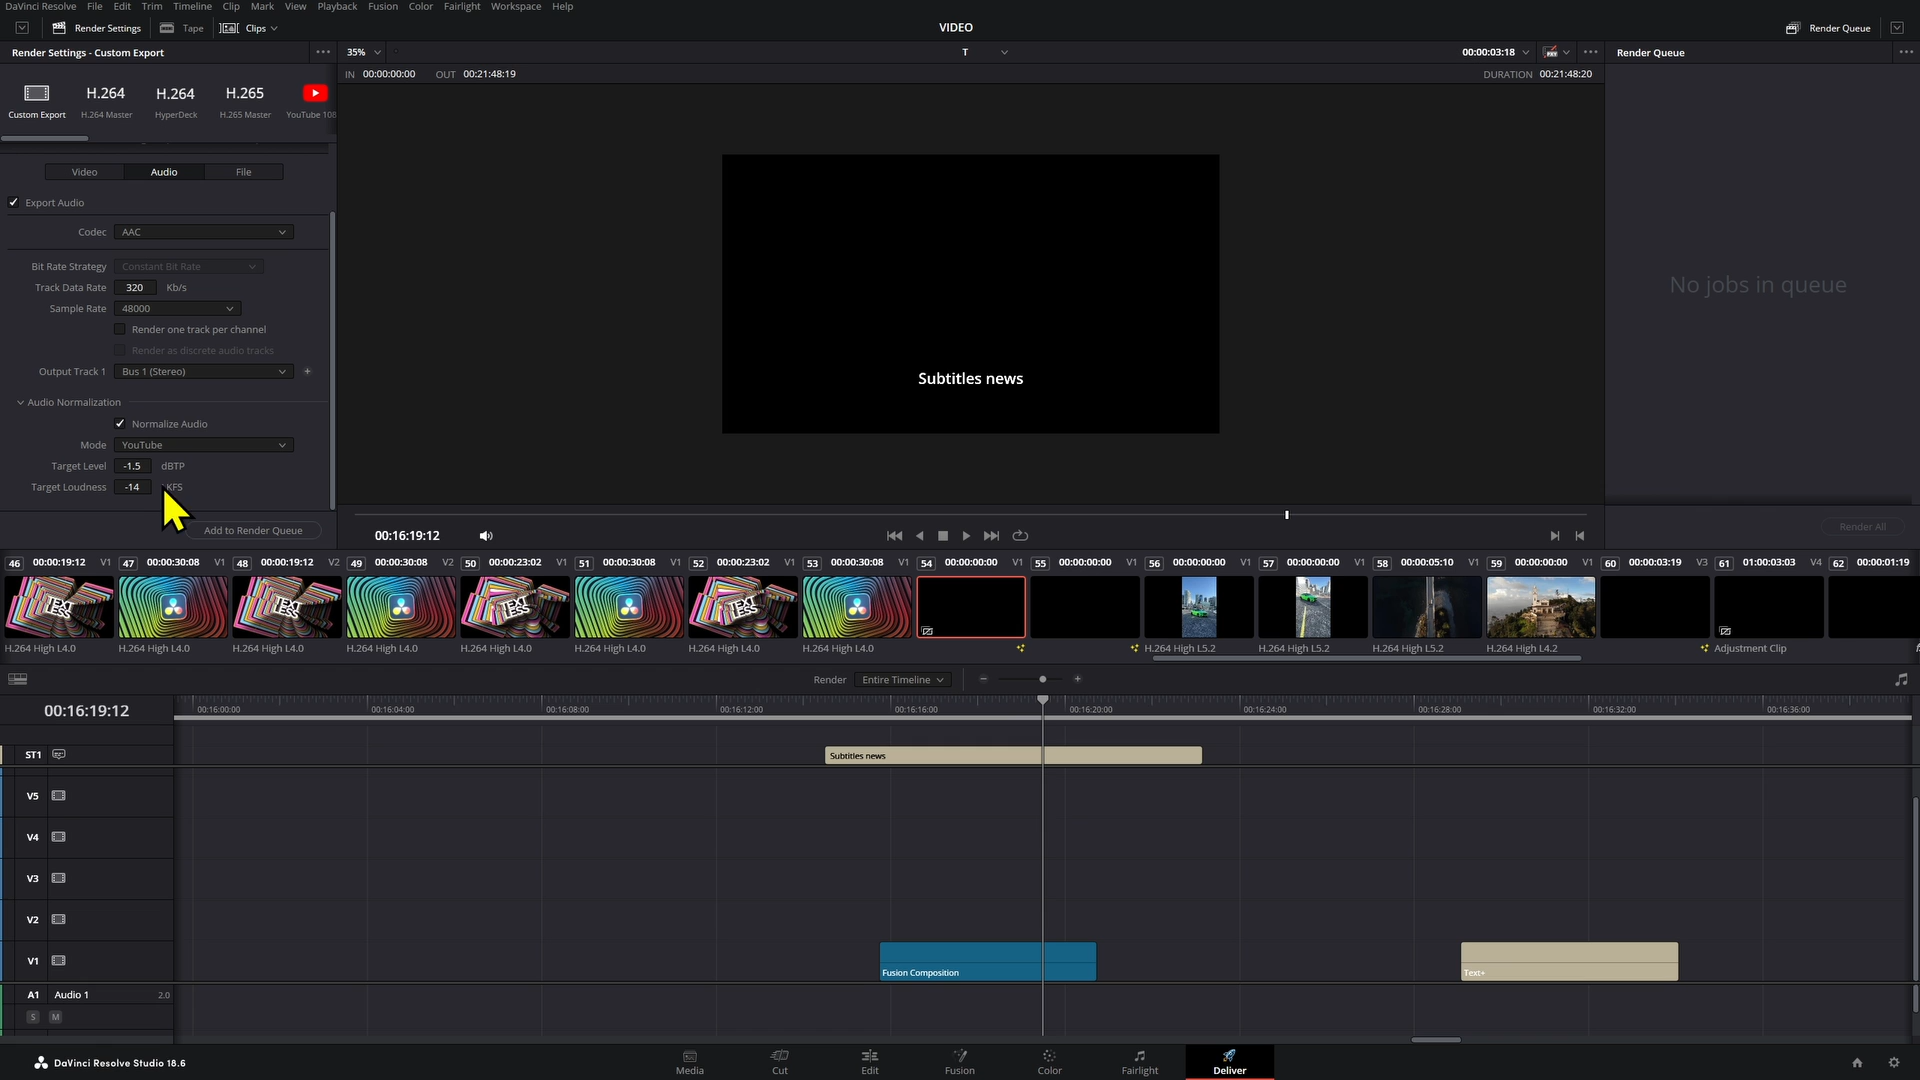 DaVinci Resolve File Edit Trim Timeline Clip Mark View Playback Fusion Color Fairlight Workspace Help
Render Settings Tape Clips VIDEO Render Queue
Render Settings - Custom Export 35% T 00:00:03:18 Render Queue
IN 00:00:00:00 OUT 00:21:48:19 DURATION 00:21:48:20
H.264 H.264 H.265
Custom Export H.264 Master HyperDeck H.265 Master YouTube 108
Video Audio File
Export Audio
Codec AAC
Bit Rate Strategy Constant Bit Rate
Track Data Rate 320 Kb/s
Sample Rate 48000
Render one track per channel
Render as discrete audio tracks
Output Track 1 Bus 1 (Stereo)
Audio Normalization
Normalize Audio
Mode YouTube
Target Level -1.5 dBTP
Target Loudness -14 KFS
Add to Render Queue
Subtitles news
No jobs in queue
Render All
00:16:19:12
46 00:00:19:12 V1 47 00:00:30:08 V1 48 00:00:19:12 V2 49 00:00:30:08 V2 50 00:00:23:02 V1 51 00:00:30:08 V1 52 00:00:23:02 V1 53 00:00:30:08 V1 54 00:00:00:00 V1 55 00:00:00:00 V1 56 00:00:00:00 V1 57 00:00:00:00 V1 58 00:00:05:10 V1 59 00:00:00:00 V1 60 00:00:03:19 V3 61 01:00:03:03 V4 62 00:00:01:19
H.264 High L4.0 H.264 High L4.0 H.264 High L4.0 H.264 High L4.0 H.264 High L4.0 H.264 High L4.0 H.264 High L4.0 H.264 High L4.0 H.264 High L5.2 H.264 High L5.2 H.264 High L5.2 H.264 High L4.2 Adjustment Clip
Render Entire Timeline
00:16:19:12
00:16:00:00 00:16:04:00 00:16:08:00 00:16:12:00 00:16:16:00 00:16:20:00 00:16:24:00 00:16:28:00 00:16:32:00 00:16:36:00
ST1 Subtitles news
V5
V4
V3
V2
V1
Fusion Composition Text+
A1 Audio 1 2.0
S M
DaVinci Resolve Studio 18.6
Media Cut Edit Fusion Color Fairlight Deliver